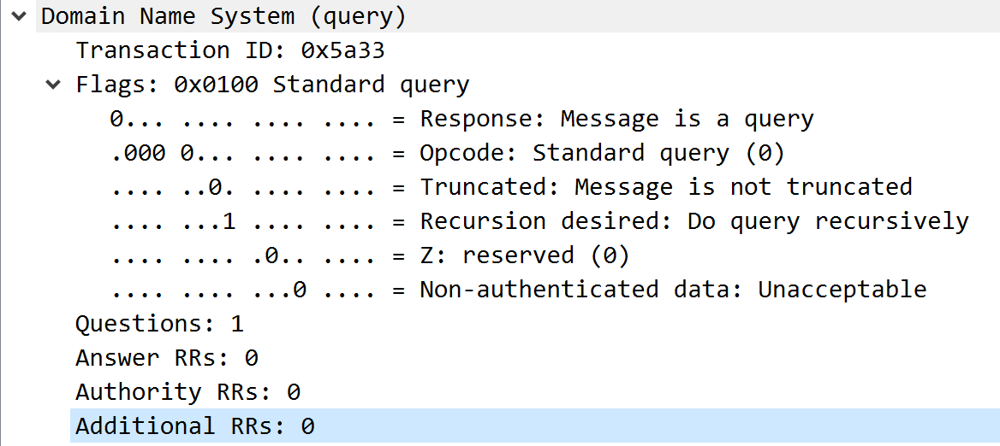 Domain Name System (query)
Transaction ID: 0x5a33
Flags: 0x0100 Standard query
0... .... .... .... = Response: Message is a query
.000 0... .... .... = Opcode: Standard query (0)
.... ..0. .... .... = Truncated: Message is not truncated
.... ...1 .... .... = Recursion desired: Do query recursively
.... .... .0.. .... = Z: reserved (0)
.... .... ...0 .... = Non-authenticated data: Unacceptable
Questions: 1
Answer RRs: 0
Authority RRs: 0
Additional RRs: 0